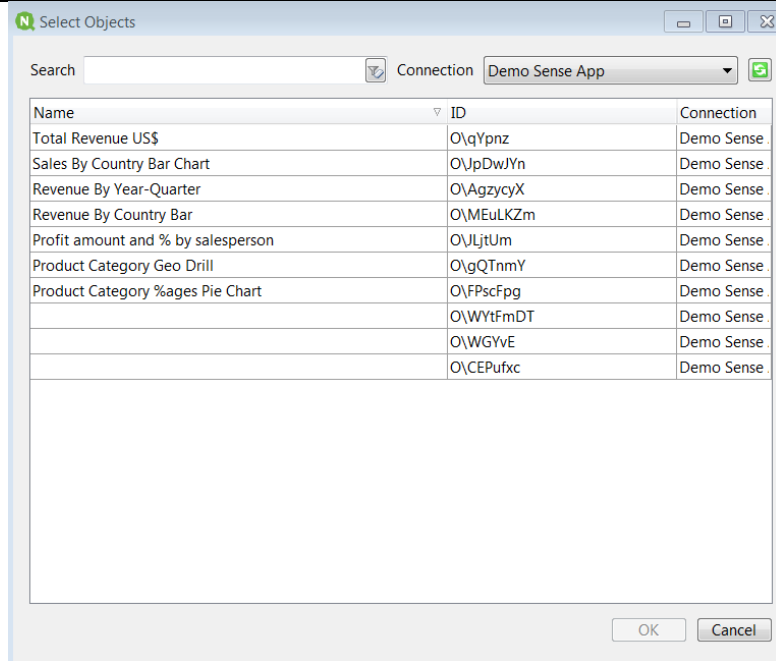 Select Objects
Search Connection Demo Sense App
Name ID Connection
Total Revenue US$ O\qYpnz Demo Sense
Sales By Country Bar Chart O\JpDwJYn Demo Sense
Revenue By Year-Quarter O\AgzycyX Demo Sense
Revenue By Country Bar O\MEuLKZm Demo Sense
Profit amount and % by salesperson O\JLjtUm Demo Sense
Product Category Geo Drill O\gQTnmY Demo Sense
Product Category %ages Pie Chart O\FPscFpg Demo Sense
O\WYtFmDT Demo Sense
O\WGYvE Demo Sense
O\CEPufxc Demo Sense
OK Cancel